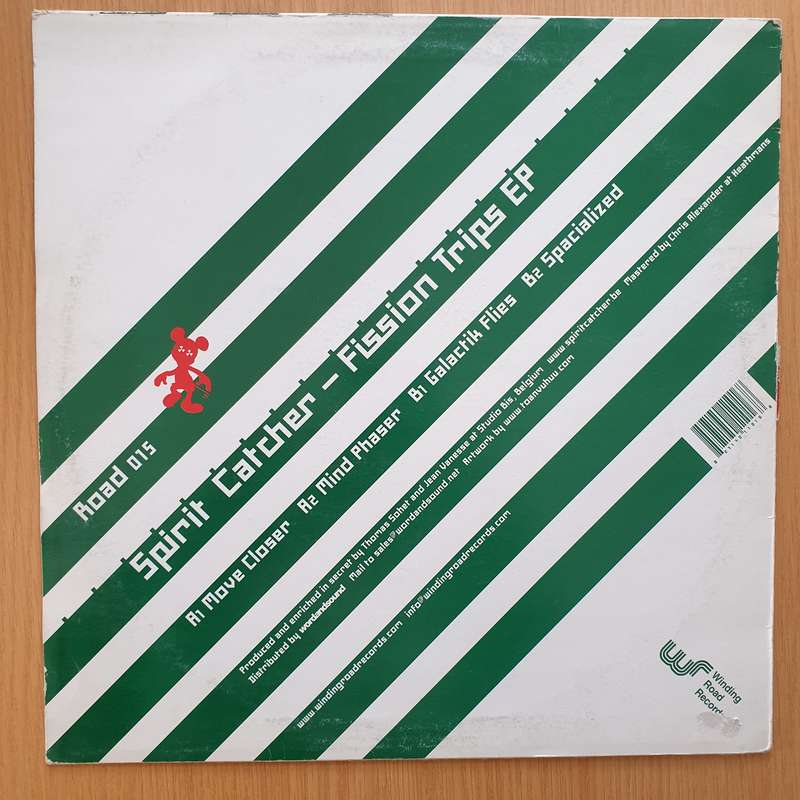 Road 015
Spirit Catcher - Fission Trips EP
A1 Move Closer A2 Mind Phaser B1 Galactik Flies B2 Spacialized
Produced and enriched in secret by Thomas Sohet and Jean Vanesse at Studio Bis, Belgium www.spiritcatcher.be Mastered by Chris Alexander at Heathmans
Distributed by wordandsound Mail to sales@wordandsound.net Artwork by www.toanvuhuu.com
www.windingroadrecords.com info@windingroadrecords.com
wr Winding
Road